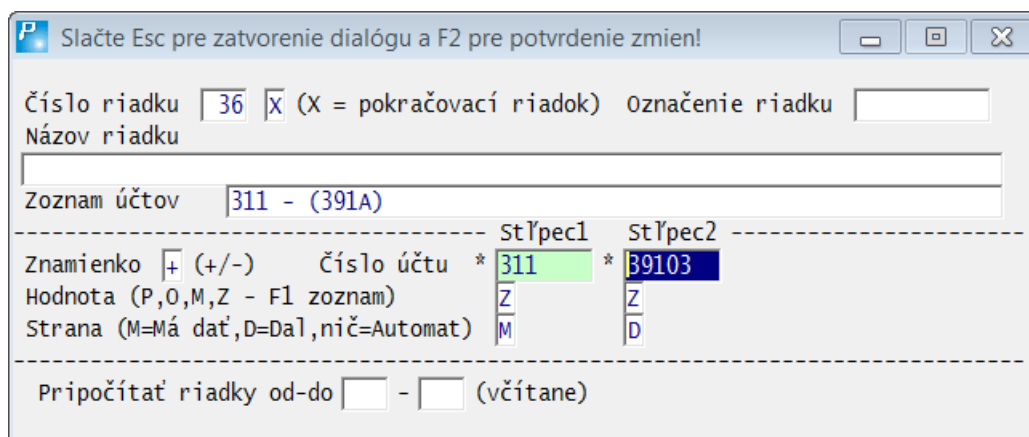 Slačte Esc pre zatvorenie dialógu a F2 pre potvrdenie zmien!
Číslo riadku 36 X (X = pokračovací riadok) Označenie riadku
Názov riadku
Zoznam účtov 311 - (391A)
Stĺpec1 Stĺpec2
Znamienko + (+/-) Číslo účtu * 311 * 39103
Hodnota (P,O,M,Z - F1 zoznam) Z Z
Strana (M=Má dať,D=Dal,nič=Automat) M D
Pripočítať riadky od-do - (včítane)